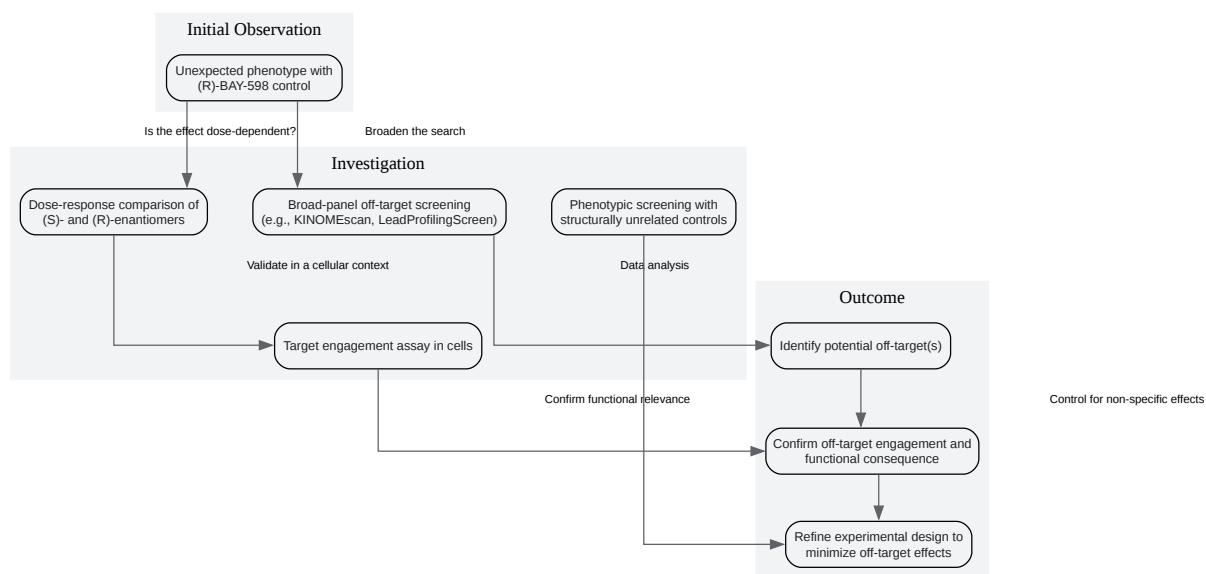 Initial Observation
Unexpected phenotype with
(R)-BAY-598 control
Is the effect dose-dependent?
Broaden the search
Investigation
Dose-response comparison of
(S)- and (R)-enantiomers
Broad-panel off-target screening
(e.g., KINOMEscan, LeadProfilingScreen)
Phenotypic screening with
structurally unrelated controls
Validate in a cellular context
Data analysis
Outcome
Target engagement assay in cells
Identify potential off-target(s)
Confirm functional relevance
Control for non-specific effects
Confirm off-target engagement and
functional consequence
Refine experimental design to
minimize off-target effects